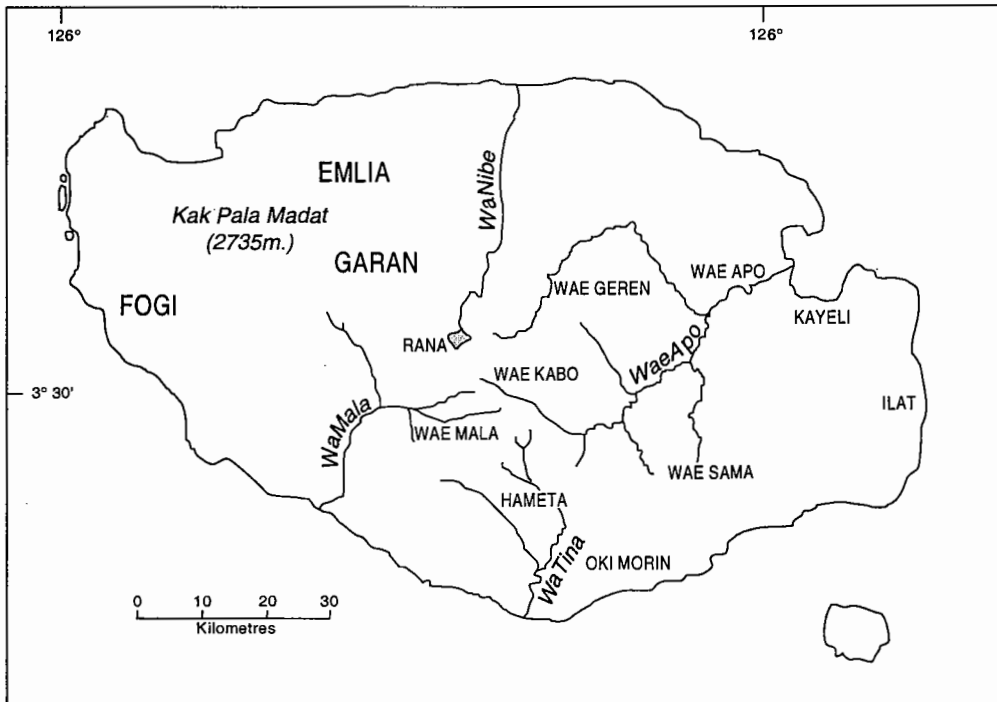 126°
126°
EMLIA
WaNibe
Kak Pala Madat
(2735m.)
GARAN
WAE APO
WAE GEREN
FOGI
KAYELI
RANA
WaeApo
WAE KABO
3° 30'
ILAT
WaMala
WAE MALA
WAE SAMA
HAMETA
WaTina
OKI MORIN
0 10 20 30
Kilometres